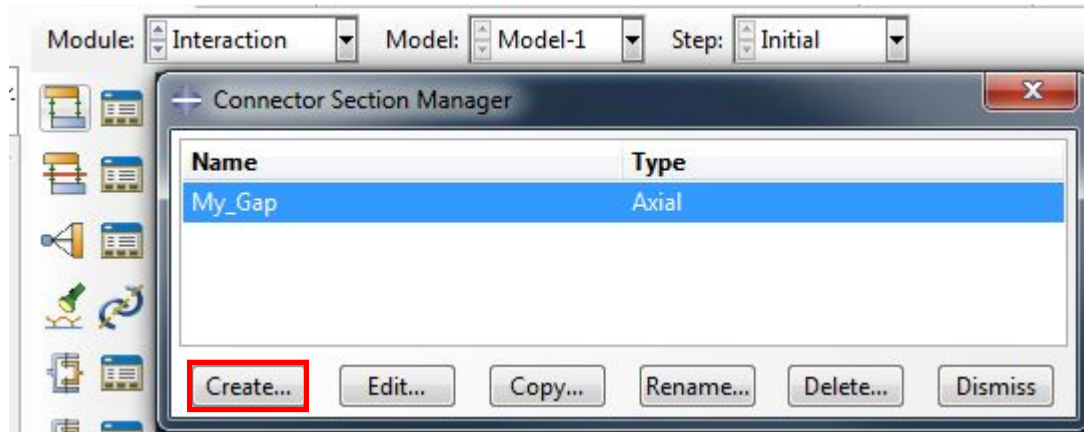 Module: Interaction Model: Model-1 Step: Initial
Connector Section Manager
Name Type
My_Gap Axial
Create... Edit... Copy... Rename... Delete... Dismiss